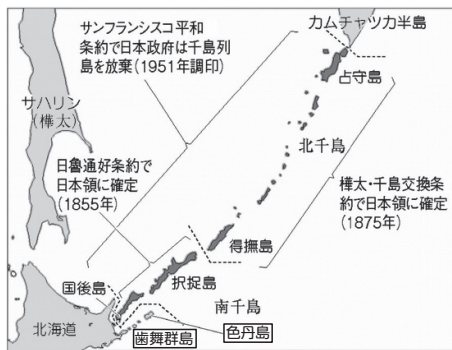 サンフランシスコ平和
条約で日本政府は千島列
島を放棄(1951年調印)
カムチャツカ半島
占守島
サハリン
(樺太)
北千島
日魯通好条約で
日本領に確定
(1855年)
樺太・千島交換条
約で日本領に確定
(1875年)
得撫島
択捉島
国後島
南千島
北海道
歯舞群島
色丹島